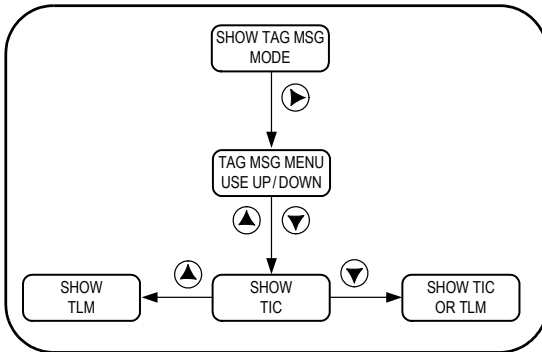 SHOW TAG MSG
MODE
TAG MSG MENU
USE UP/DOWN
SHOW
TLM
SHOW
TIC
SHOW TIC
OR TLM